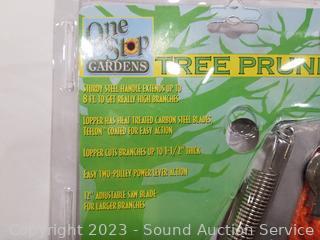 One
Stop
GARDENS
TREE PRUN
STURDY STEEL HANDLE EXTENDS UP TO
8 FT. TO GET REALLY HIGH BRANCHES
LOPPER HAS HEAT TREATED CARBON STEEL BLADES,
TEFLON™ COATED FOR EASY ACTION
LOPPER CUTS BRANCHES UP TO 1-1/2" THICK
EASY TWO-PULLEY POWER LEVER ACTION
12" ADJUSTABLE SAW BLADE
FOR LARGER BRANCHES
Copyright 2023 - Sound Auction Service